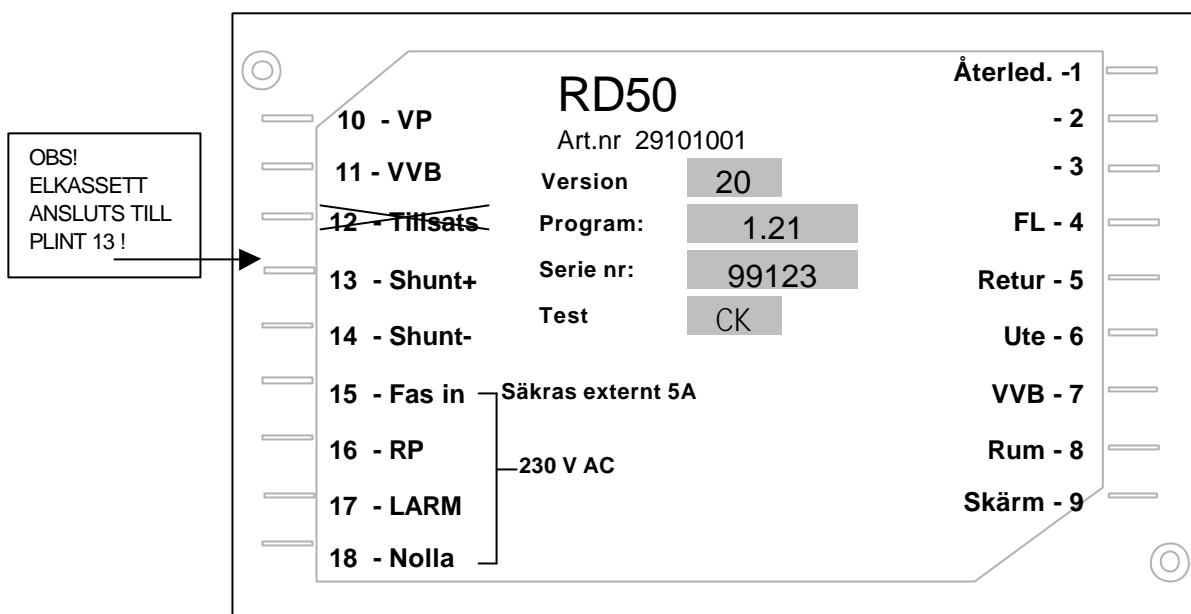 OBS!
ELKASSETT
ANSLUTS TILL
PLINT 13 !
10 - VP
11 - VVB
12 - Tillsats
13 - Shunt+
14 - Shunt-
15 - Fas in
16 - RP
17 - LARM
18 - Nolla
RD50
Art.nr 29101001
Version 20
Program: 1.21
Serie nr: 99123
Test CK
Säkras externt 5A
230 V AC
Återled. -1
- 2
- 3
FL - 4
Retur - 5
Ute - 6
VVB - 7
Rum - 8
Skärm - 9